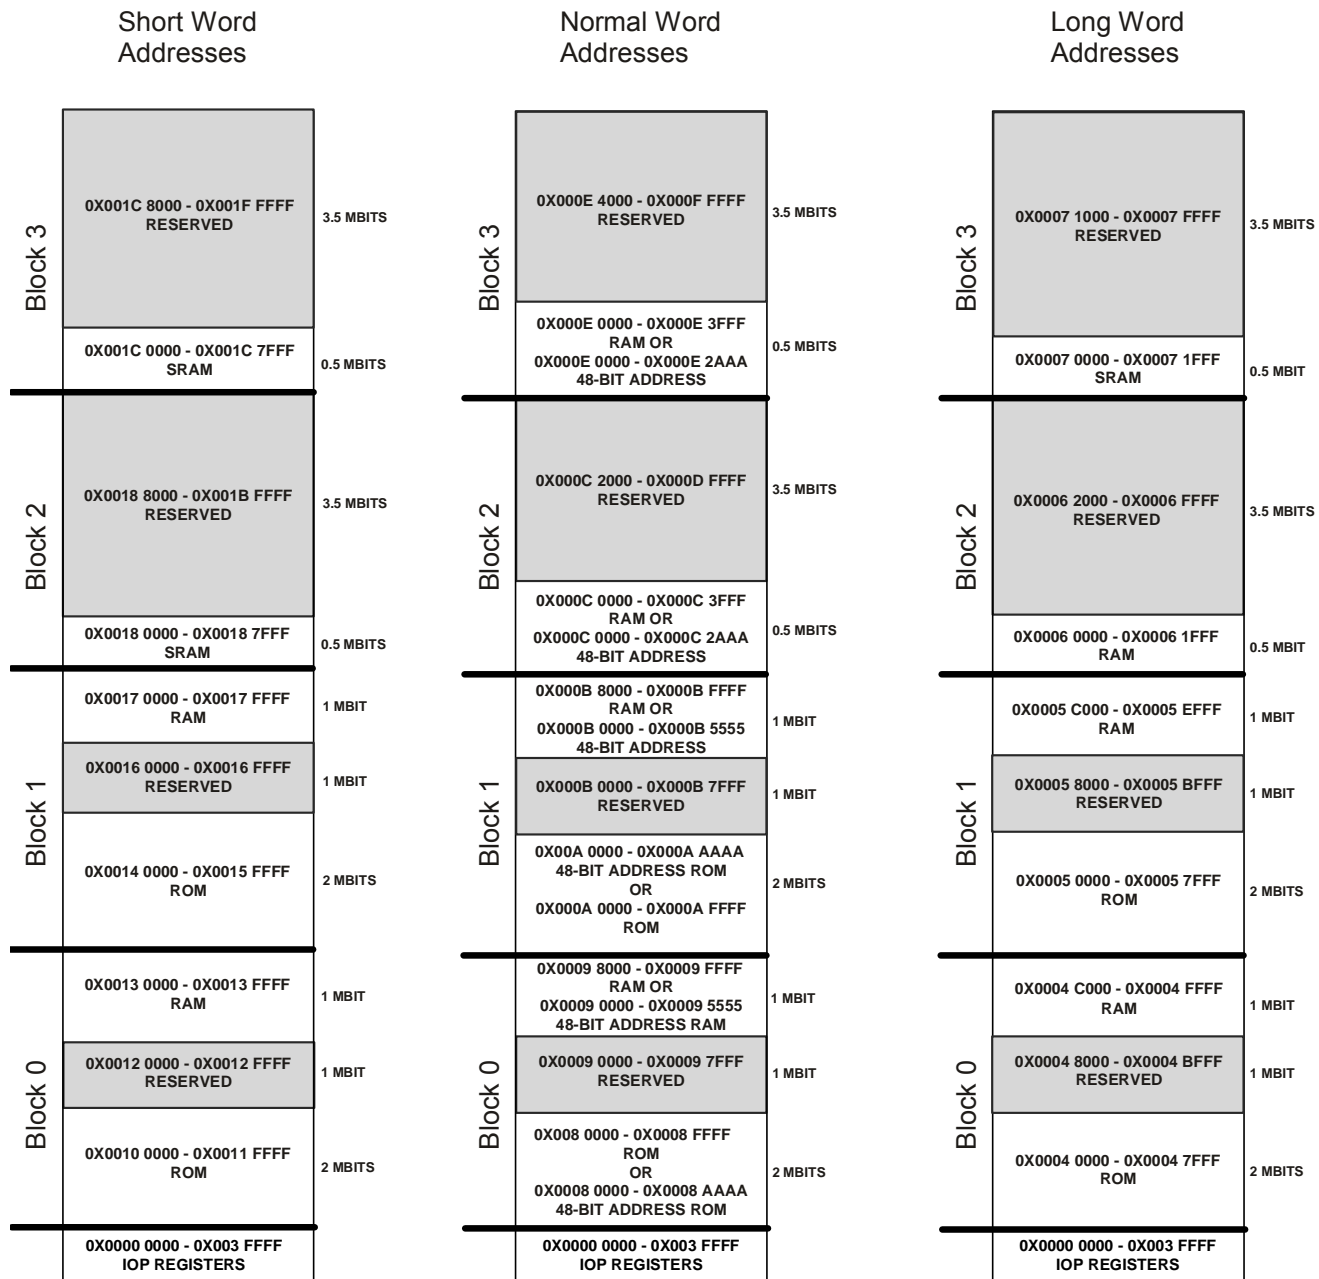 Short Word
Addresses
Block 3
0X001C 8000 - 0X001F FFFF
RESERVED
3.5 MBITS
0X001C 0000 - 0X001C 7FFF
SRAM
0.5 MBITS
Block 2
0X0018 8000 - 0X001B FFFF
RESERVED
3.5 MBITS
0X0018 0000 - 0X0018 7FFF
SRAM
0.5 MBITS
Block 1
0X0017 0000 - 0X0017 FFFF
RAM
1 MBIT
0X0016 0000 - 0X0016 FFFF
RESERVED
1 MBIT
0X0014 0000 - 0X0015 FFFF
ROM
2 MBITS
Block 0
0X0013 0000 - 0X0013 FFFF
RAM
1 MBIT
0X0012 0000 - 0X0012 FFFF
RESERVED
1 MBIT
0X0010 0000 - 0X0011 FFFF
ROM
2 MBITS
0X0000 0000 - 0X003 FFFF
IOP REGISTERS
Normal Word
Addresses
Block 3
0X000E 4000 - 0X000F FFFF
RESERVED
3.5 MBITS
0X000E 0000 - 0X000E 3FFF
RAM OR
0X000E 0000 - 0X000E 2AAA
48-BIT ADDRESS
0.5 MBITS
Block 2
0X000C 2000 - 0X000D FFFF
RESERVED
3.5 MBITS
0X000C 0000 - 0X000C 3FFF
RAM OR
0X000C 0000 - 0X000C 2AAA
48-BIT ADDRESS
0.5 MBITS
Block 1
0X000B 8000 - 0X000B FFFF
RAM OR
0X000B 0000 - 0X000B 5555
48-BIT ADDRESS
1 MBIT
0X000B 0000 - 0X000B 7FFF
RESERVED
1 MBIT
0X00A 0000 - 0X000A AAAA
48-BIT ADDRESS ROM
OR
0X000A 0000 - 0X000A FFFF
ROM
2 MBITS
Block 0
0X0009 8000 - 0X0009 FFFF
RAM OR
0X0009 0000 - 0X0009 5555
48-BIT ADDRESS RAM
1 MBIT
0X0009 0000 - 0X0009 7FFF
RESERVED
1 MBIT
0X008 0000 - 0X0008 FFFF
ROM
OR
0X0008 0000 - 0X0008 AAAA
48-BIT ADDRESS ROM
2 MBITS
0X0000 0000 - 0X003 FFFF
IOP REGISTERS
Long Word
Addresses
Block 3
0X0007 1000 - 0X0007 FFFF
RESERVED
3.5 MBITS
0X0007 0000 - 0X0007 1FFF
SRAM
0.5 MBIT
Block 2
0X0006 2000 - 0X0006 FFFF
RESERVED
3.5 MBITS
0X0006 0000 - 0X0006 1FFF
RAM
0.5 MBIT
Block 1
0X0005 C000 - 0X0005 EFFF
RAM
1 MBIT
0X0005 8000 - 0X0005 BFFF
RESERVED
1 MBIT
0X0005 0000 - 0X0005 7FFF
ROM
2 MBITS
Block 0
0X0004 C000 - 0X0004 FFFF
RAM
1 MBIT
0X0004 8000 - 0X0004 BFFF
RESERVED
1 MBIT
0X0004 0000 - 0X0004 7FFF
ROM
2 MBITS
0X0000 0000 - 0X003 FFFF
IOP REGISTERS